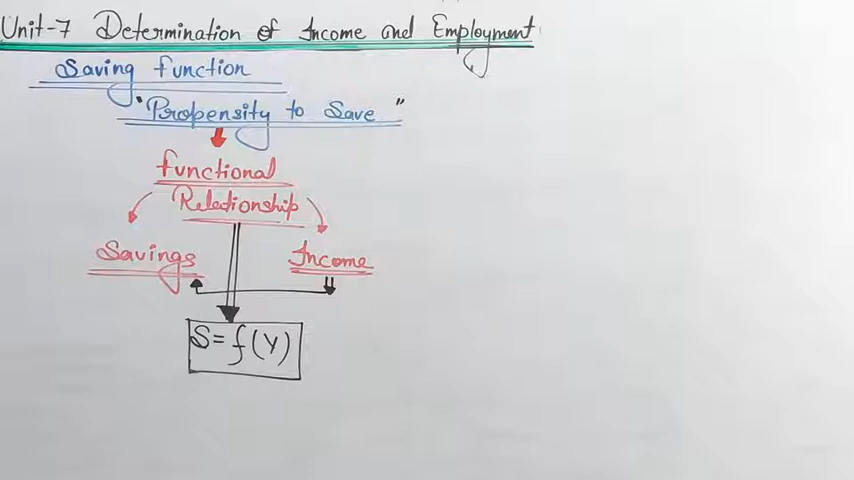 Unit-7 Determination of Income and Employment
Saving function
"Propensity to Save"
functional
Relationship
Savings
Income
S=f(Y)